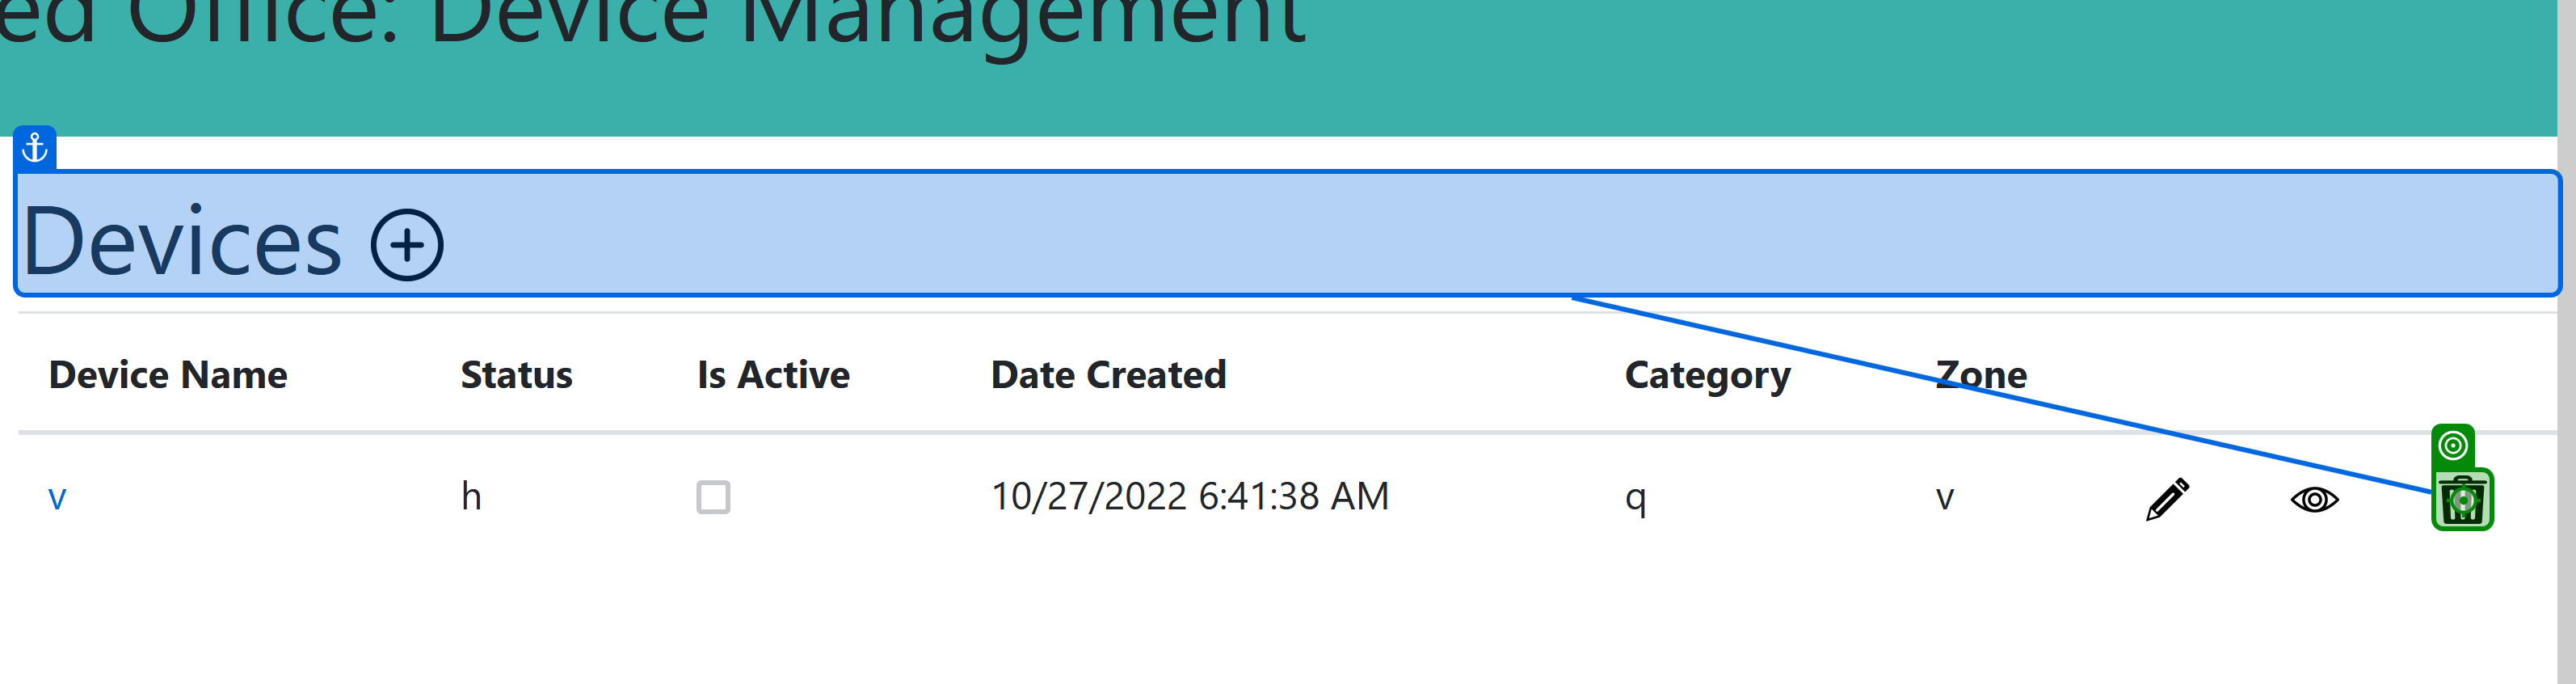 ed Office: Device Management
Devices
Device Name Status Is Active Date Created Category Zone
v h 10/27/2022 6:41:38 AM q v